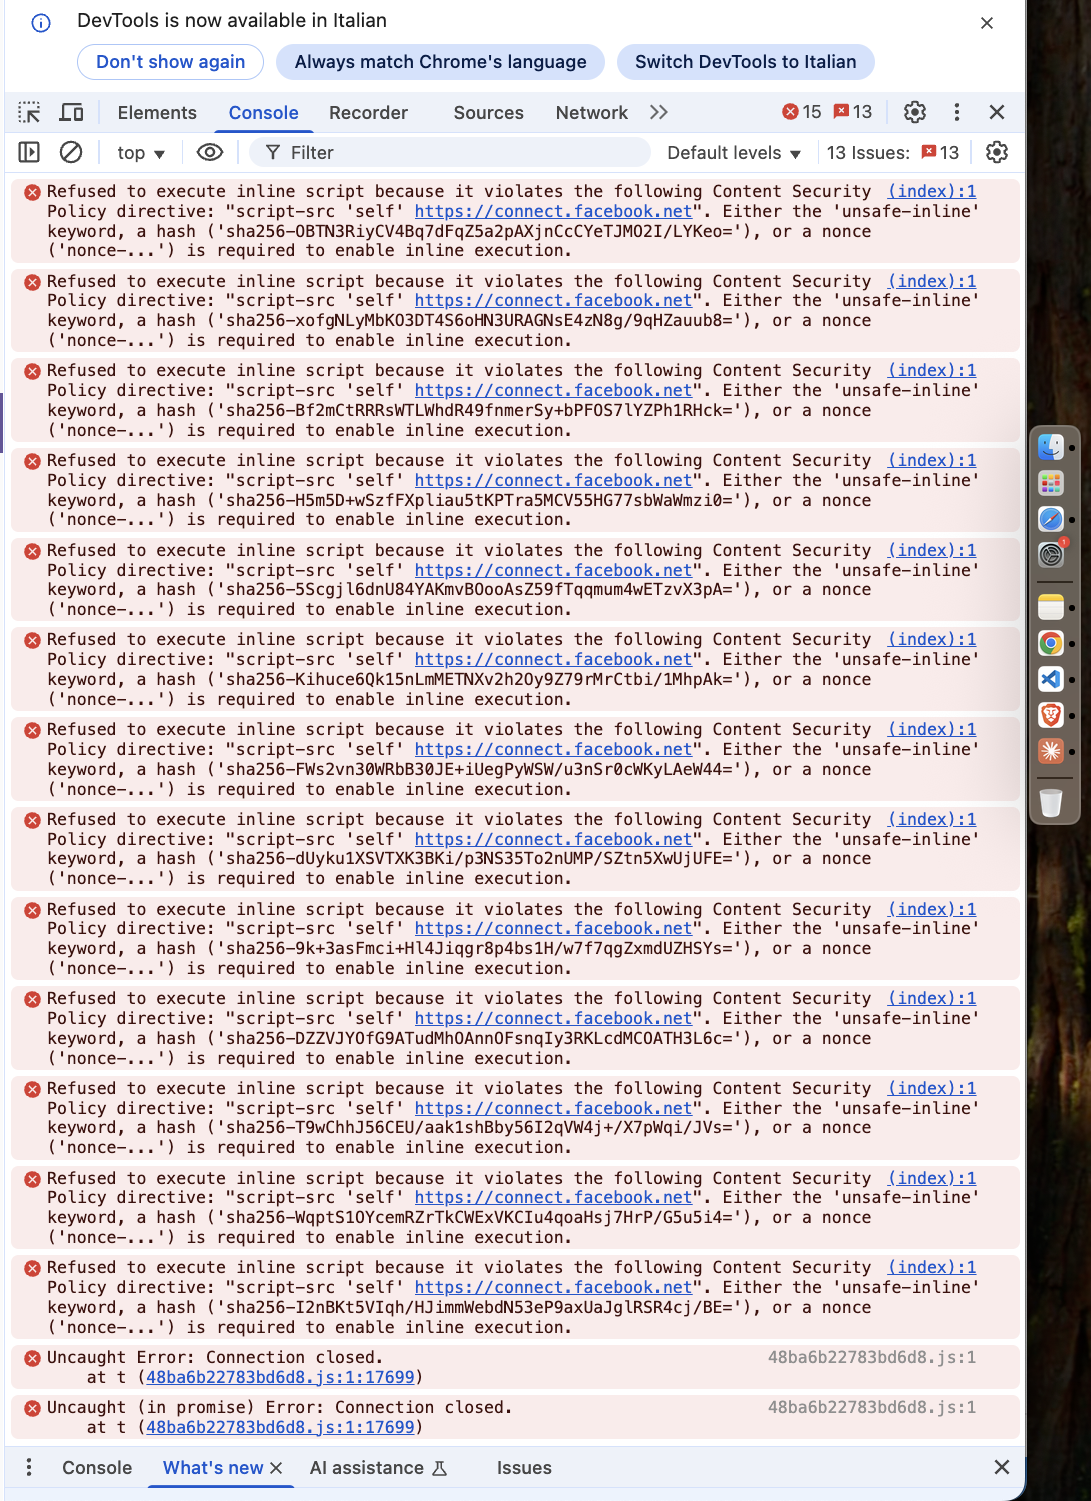 DevTools is now available in Italian
Don't show again
Always match Chrome's language
Switch DevTools to Italian
Elements
Console
Recorder
Sources
Network
15
13
top
Filter
Default levels
13 Issues:
13
Refused to execute inline script because it violates the following Content Security (index):1
Policy directive: "script-src 'self' https://connect.facebook.net". Either the 'unsafe-inline'
keyword, a hash ('sha256-OBTN3RiyCV4Bq7dFqZ5a2pAXjnCcCYeTJMO2I/LYKeo='), or a nonce
('nonce-...') is required to enable inline execution.
Refused to execute inline script because it violates the following Content Security (index):1
Policy directive: "script-src 'self' https://connect.facebook.net". Either the 'unsafe-inline'
keyword, a hash ('sha256-xofgNLyMbKO3DT4S6oHN3URAGNsE4zN8g/9qHZauub8='), or a nonce
('nonce-...') is required to enable inline execution.
Refused to execute inline script because it violates the following Content Security (index):1
Policy directive: "script-src 'self' https://connect.facebook.net". Either the 'unsafe-inline'
keyword, a hash ('sha256-Bf2mCtRRRsWTLWhdR49fnmerSy+bPFOS7lYZPh1RHck='), or a nonce
('nonce-...') is required to enable inline execution.
Refused to execute inline script because it violates the following Content Security (index):1
Policy directive: "script-src 'self' https://connect.facebook.net". Either the 'unsafe-inline'
keyword, a hash ('sha256-H5m5D+wSzfFXpliau5tKPTra5MCV55HG77sbWaWmzi0='), or a nonce
('nonce-...') is required to enable inline execution.
Refused to execute inline script because it violates the following Content Security (index):1
Policy directive: "script-src 'self' https://connect.facebook.net". Either the 'unsafe-inline'
keyword, a hash ('sha256-5Scgjl6dnU84YAKmvBOooAsZ59fTqqmum4wETzvX3pA='), or a nonce
('nonce-...') is required to enable inline execution.
Refused to execute inline script because it violates the following Content Security (index):1
Policy directive: "script-src 'self' https://connect.facebook.net". Either the 'unsafe-inline'
keyword, a hash ('sha256-Kihuce6Qk15nLmMETNXv2h2Oy9Z79rMrCtbi/1MhpAk='), or a nonce
('nonce-...') is required to enable inline execution.
Refused to execute inline script because it violates the following Content Security (index):1
Policy directive: "script-src 'self' https://connect.facebook.net". Either the 'unsafe-inline'
keyword, a hash ('sha256-FWs2vn30WRbB30JE+iUegPyWSW/u3nSr0cWKyLAeW44='), or a nonce
('nonce-...') is required to enable inline execution.
Refused to execute inline script because it violates the following Content Security (index):1
Policy directive: "script-src 'self' https://connect.facebook.net". Either the 'unsafe-inline'
keyword, a hash ('sha256-dUyku1XSVTXK3BKi/p3NS35To2nUMP/SZtn5XwUjUFE='), or a nonce
('nonce-...') is required to enable inline execution.
Refused to execute inline script because it violates the following Content Security (index):1
Policy directive: "script-src 'self' https://connect.facebook.net". Either the 'unsafe-inline'
keyword, a hash ('sha256-9k+3asFmci+Hl4Jiqgr8p4bs1H/w7f7qgZxmdUZHSYs='), or a nonce
('nonce-...') is required to enable inline execution.
Refused to execute inline script because it violates the following Content Security (index):1
Policy directive: "script-src 'self' https://connect.facebook.net". Either the 'unsafe-inline'
keyword, a hash ('sha256-DZZVJYOfG9ATudMhOAnnOFsnqIy3RKLcdMCOATH3L6c='), or a nonce
('nonce-...') is required to enable inline execution.
Refused to execute inline script because it violates the following Content Security (index):1
Policy directive: "script-src 'self' https://connect.facebook.net". Either the 'unsafe-inline'
keyword, a hash ('sha256-T9wChhJ56CEU/aak1shBby56I2qVW4j+/X7pWqi/JVs='), or a nonce
('nonce-...') is required to enable inline execution.
Refused to execute inline script because it violates the following Content Security (index):1
Policy directive: "script-src 'self' https://connect.facebook.net". Either the 'unsafe-inline'
keyword, a hash ('sha256-WqptS1OYcemRZrTkCWExVKCIu4qoaHsj7HrP/G5u5i4='), or a nonce
('nonce-...') is required to enable inline execution.
Refused to execute inline script because it violates the following Content Security (index):1
Policy directive: "script-src 'self' https://connect.facebook.net". Either the 'unsafe-inline'
keyword, a hash ('sha256-I2nBKt5VIqh/HJimmWebdN53eP9axUaJglRSR4cj/BE='), or a nonce
('nonce-...') is required to enable inline execution.
Uncaught Error: Connection closed. 48ba6b22783bd6d8.js:1
at t (48ba6b22783bd6d8.js:1:17699)
Uncaught (in promise) Error: Connection closed. 48ba6b22783bd6d8.js:1
at t (48ba6b22783bd6d8.js:1:17699)
Console
What's new
AI assistance
Issues
1